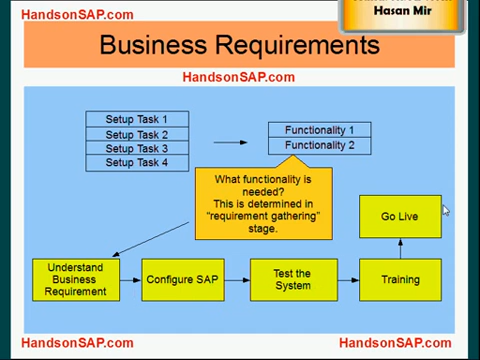 HandsonSAP.com
Hasan Mir
Business Requirements
HandsonSAP.com
Setup Task 1
Setup Task 2
Setup Task 3
Setup Task 4
Functionality 1
Functionality 2
What functionality is
needed?
This is determined in
“requirement gathering”
stage.
Go Live
Understand
Business
Requirement
Configure SAP
Test the
System
Training
HandsonSAP.com
HandsonSAP.com